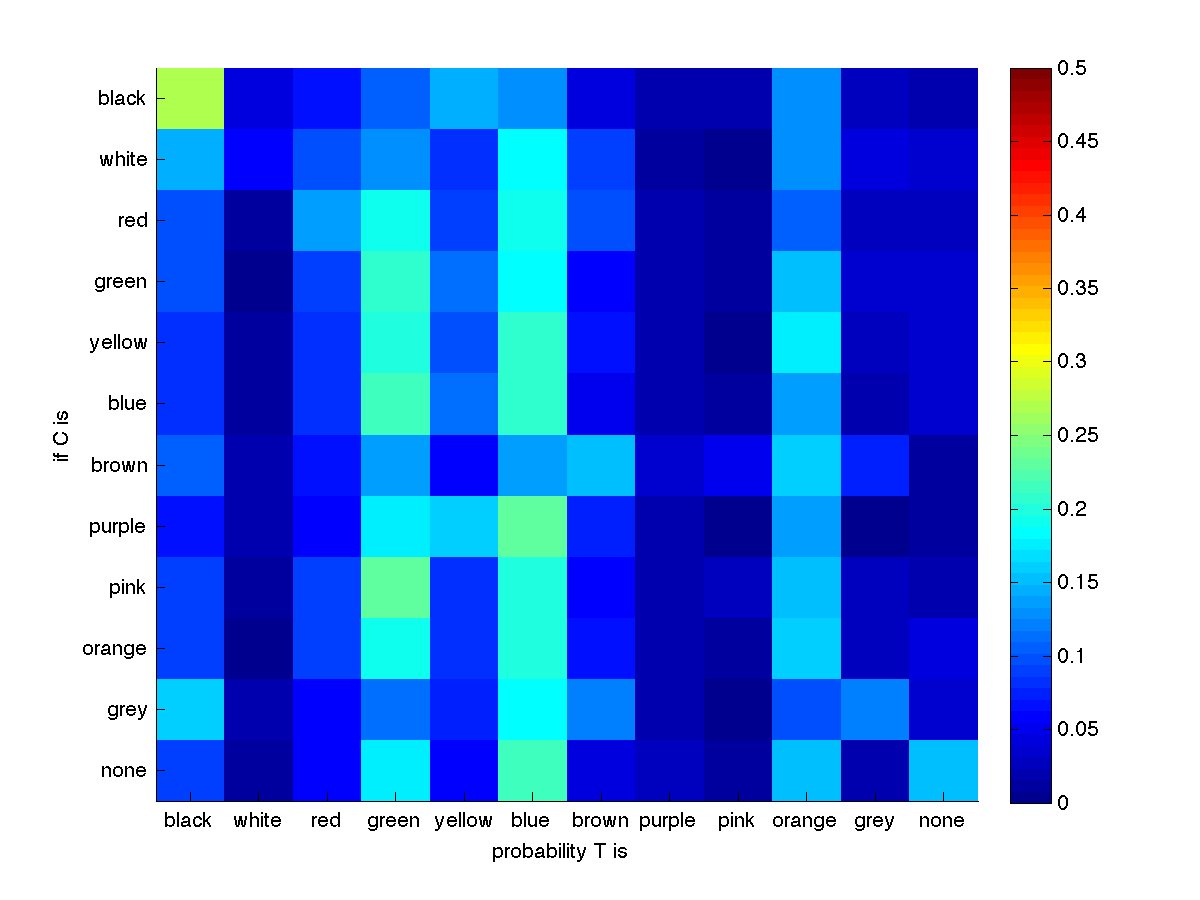 black
white
red
green
yellow
blue
brown
purple
pink
orange
grey
none
if C is
black white red green yellow blue brown purple pink orange grey none
probability T is
0.5
0.45
0.4
0.35
0.3
0.25
0.2
0.15
0.1
0.05
0